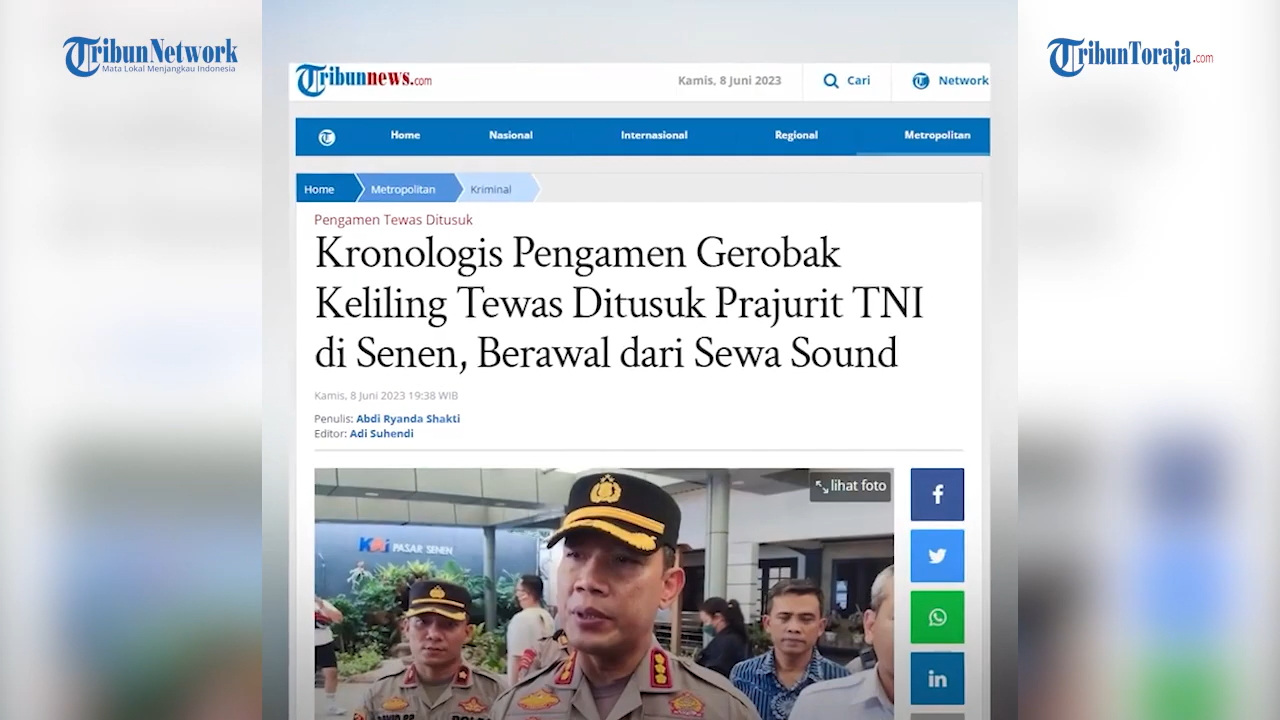 TribunNetwork
Mata Lokal Menjangkau Indonesia
TribunToraja.com
Tribunnews.com
Kamis, 8 Juni 2023
Cari
Network
Home
Nasional
Internasional
Regional
Metropolitan
Home
Metropolitan
Kriminal
Pengamen Tewas Ditusuk
Kronologis Pengamen Gerobak
Keliling Tewas Ditusuk Prajurit TNI
di Senen, Berawal dari Sewa Sound
Kamis, 8 Juni 2023 19:38 WIB
Penulis: Abdi Ryanda Shakti
Editor: Adi Suhendi
lihat foto
KAI PASAR SENEN